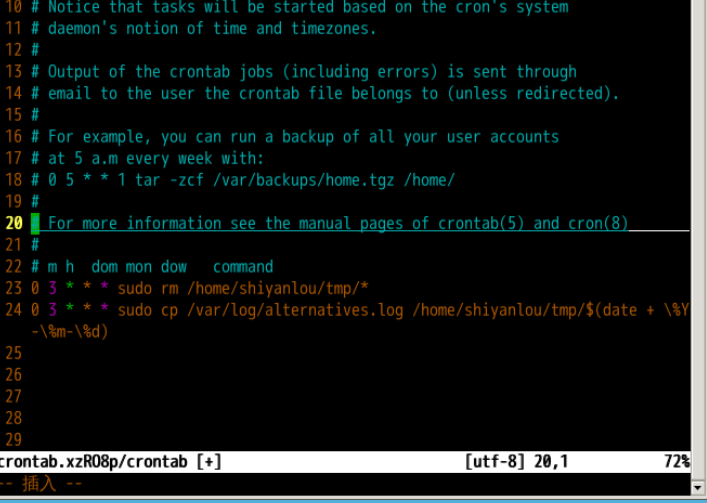 10 # Notice that tasks will be started based on the cron's system
11 # daemon's notion of time and timezones.
12 #
13 # Output of the crontab jobs (including errors) is sent through
14 # email to the user the crontab file belongs to (unless redirected).
15 #
16 # For example, you can run a backup of all your user accounts
17 # at 5 a.m every week with:
18 # 0 5 * * 1 tar -zcf /var/backups/home.tgz /home/
19 #
20 # For more information see the manual pages of crontab(5) and cron(8)
21 #
22 # m h  dom mon dow   command
23 0 3 * * * sudo rm /home/shiyanlou/tmp/*
24 0 3 * * * sudo cp /var/log/alternatives.log /home/shiyanlou/tmp/$(date + \%Y
-\%m-\%d)
25
26
27
28
29
crontab.xzRO8p/crontab [+] [utf-8] 20,1 72%
-- 插入 --